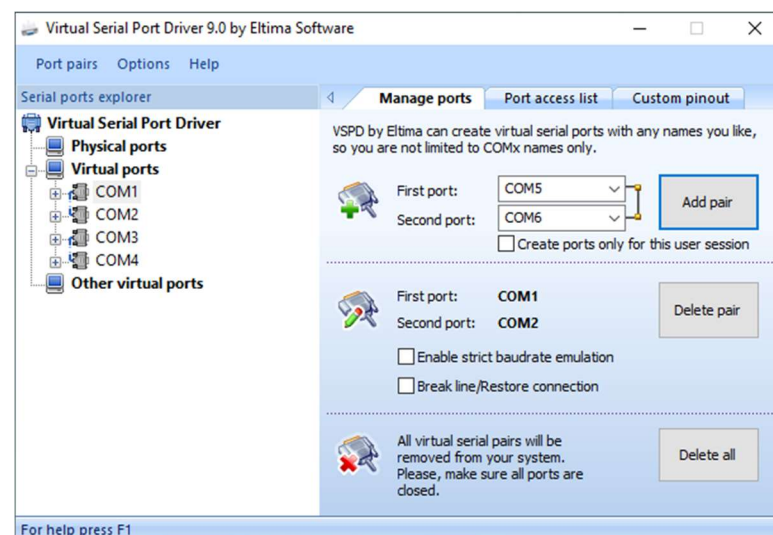 Virtual Serial Port Driver 9.0 by Eltima Software
Port pairs Options Help
Serial ports explorer
Virtual Serial Port Driver
Physical ports
Virtual ports
COM1
COM2
COM3
COM4
Other virtual ports
Manage ports Port access list Custom pinout
VSPD by Eltima can create virtual serial ports with any names you like,
so you are not limited to COMx names only.
First port: COM5
Second port: COM6
Add pair
Create ports only for this user session
First port: COM1
Second port: COM2
Delete pair
Enable strict baudrate emulation
Break line/Restore connection
All virtual serial pairs will be
removed from your system.
Please, make sure all ports are
closed.
Delete all
For help press F1